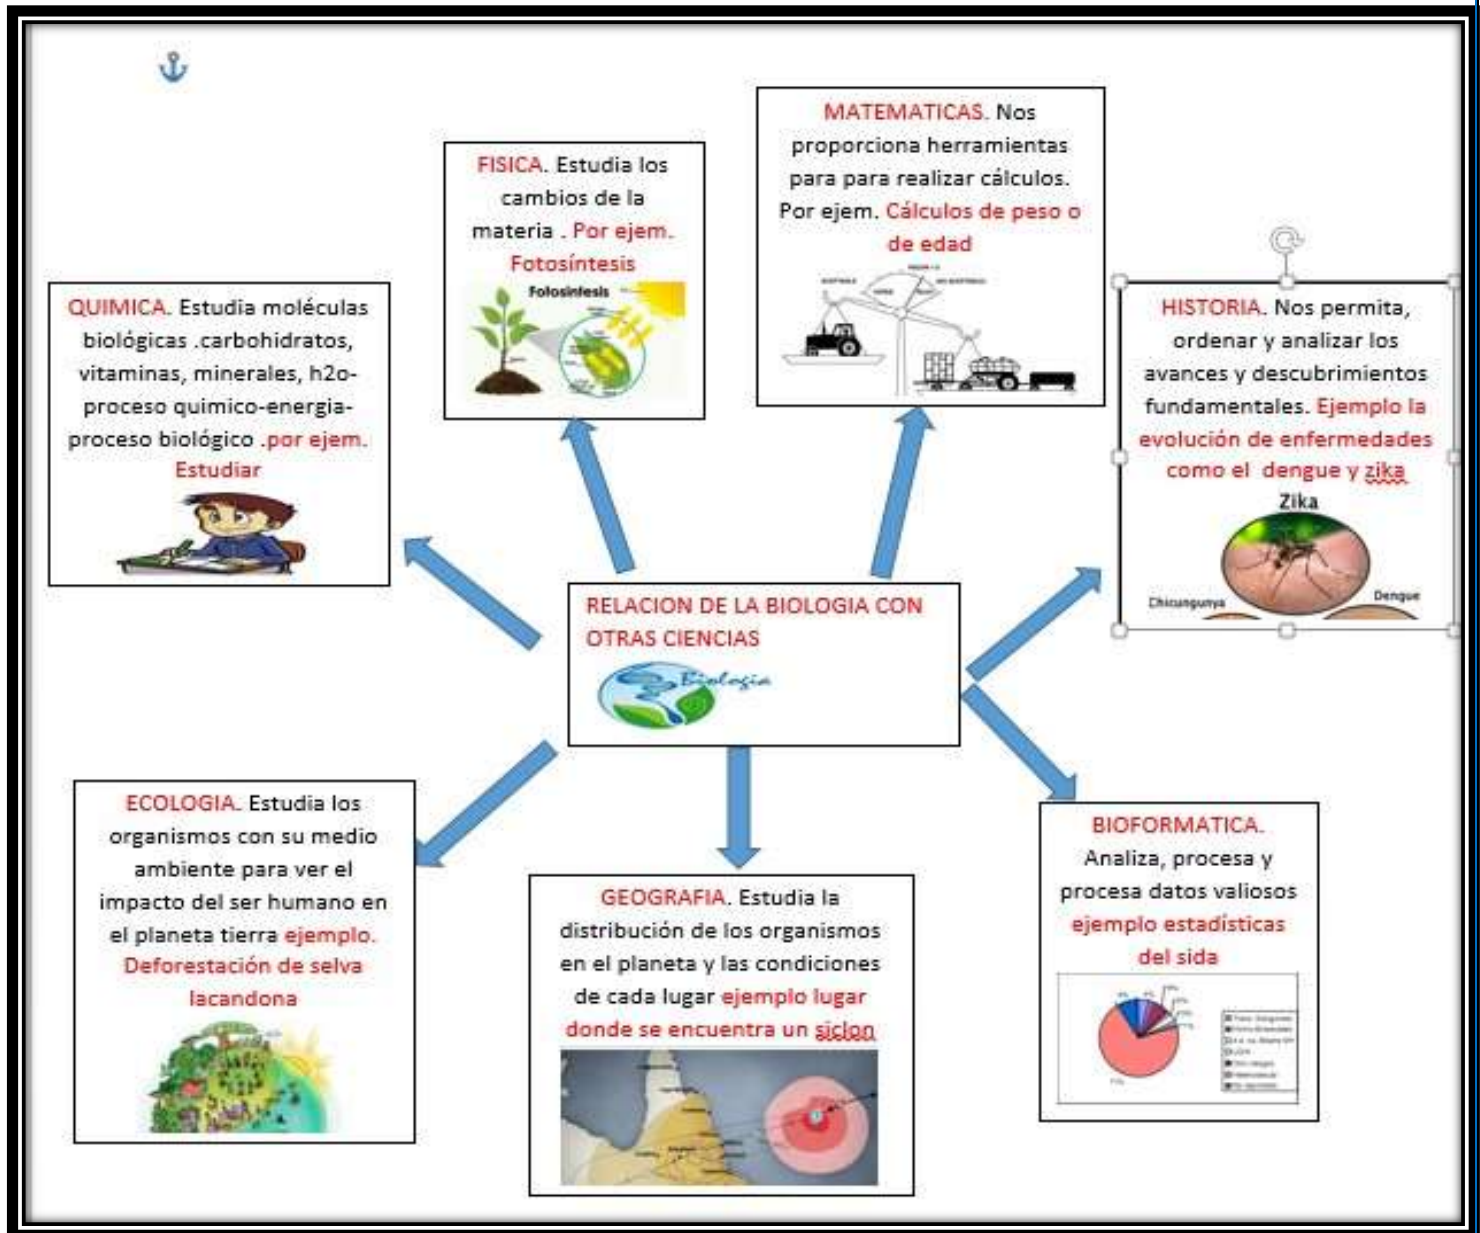 MATEMATICAS. Nos
proporciona herramientas
para para realizar cálculos.
Por ejem. Cálculos de peso o
de edad
FISICA. Estudia los
cambios de la
materia . Por ejem.
Fotosíntesis
Fotosíntesis
QUIMICA. Estudia moléculas
biológicas .carbohidratos,
vitaminas, minerales, h2o-
proceso quimico-energia-
proceso biológico .por ejem.
Estudiar
HISTORIA. Nos permita,
ordenar y analizar los
avances y descubrimientos
fundamentales. Ejemplo la
evolución de enfermedades
como el dengue y zika
Zika
Chicungunya
Dengue
RELACION DE LA BIOLOGIA CON
OTRAS CIENCIAS
Biologia
ECOLOGIA. Estudia los
organismos con su medio
ambiente para ver el
impacto del ser humano en
el planeta tierra ejemplo.
Deforestación de selva
lacandona
GEOGRAFIA. Estudia la
distribución de los organismos
en el planeta y las condiciones
de cada lugar ejemplo lugar
donde se encuentra un siclon
BIOFORMATICA.
Analiza, procesa y
procesa datos valiosos
ejemplo estadísticas
del sida